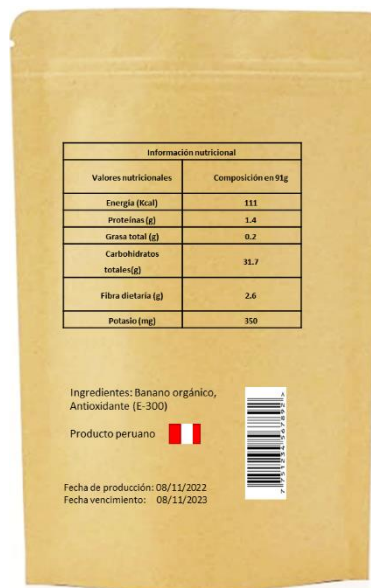 Información nutricional
Valores nutricionales Composición en 91g
Energía (Kcal) 111
Proteínas (g) 1.4
Grasa total (g) 0.2
Carbohidratos
totales(g) 31.7
Fibra dietaría (g) 2.6
Potasio (mg) 350
Ingredientes: Banano orgánico,
Antioxidante (E-300)
Producto peruano
Fecha de producción: 08/11/2022
Fecha vencimiento: 08/11/2023
7751234567892>